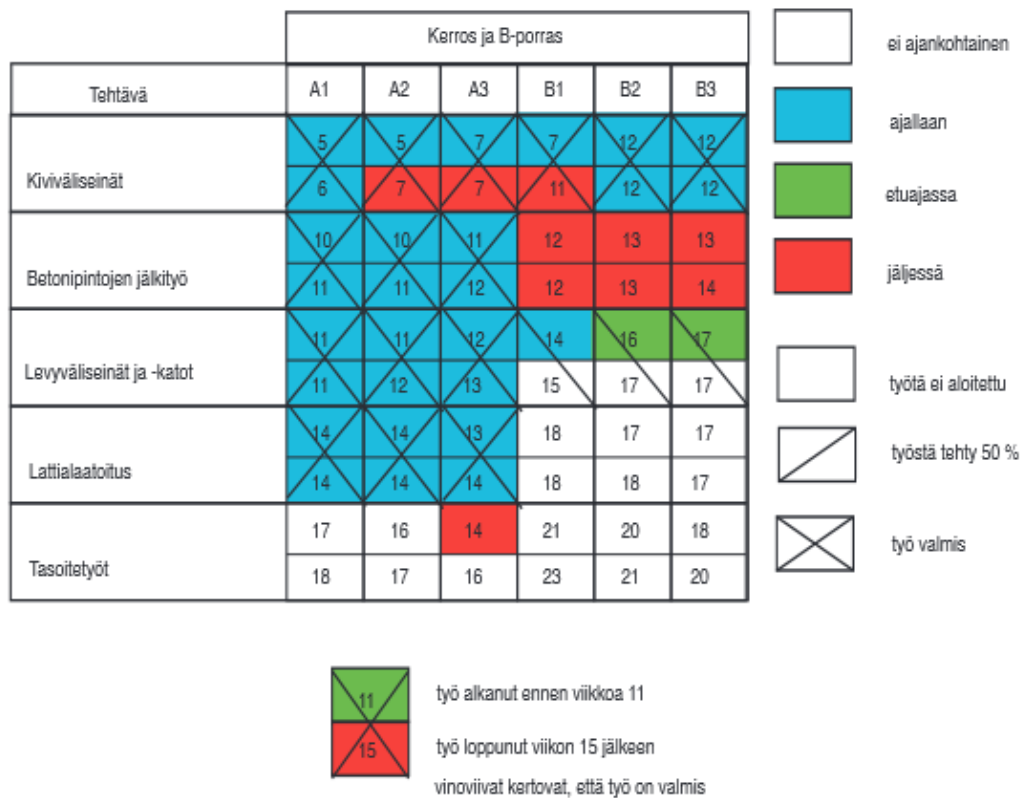 Kerros ja B-porras
Tehtävä A1 A2 A3 B1 B2 B3
5 5 7 7 12 12
Kiviväliseinät
6 7 7 11 12 12
10 10 11 12 13 13
Betonipintojen jälkityö
11 11 12 12 13 14
11 11 12 14 16 17
Levyväliseinät ja -katot
11 12 13 15 17 17
14 14 13 18 17 17
Lattialaatoitus
14 14 14 18 18 17
17 16 14 21 20 18
Tasoitetyöt
18 17 16 23 21 20
ei ajankohtainen
ajallaan
etuajassa
jäljessä
työtä ei aloitettu
työstä tehty 50 %
työ valmis
11 työ alkanut ennen viikkoa 11
15 työ loppunut viikon 15 jälkeen
vinoviivat kertovat, että työ on valmis